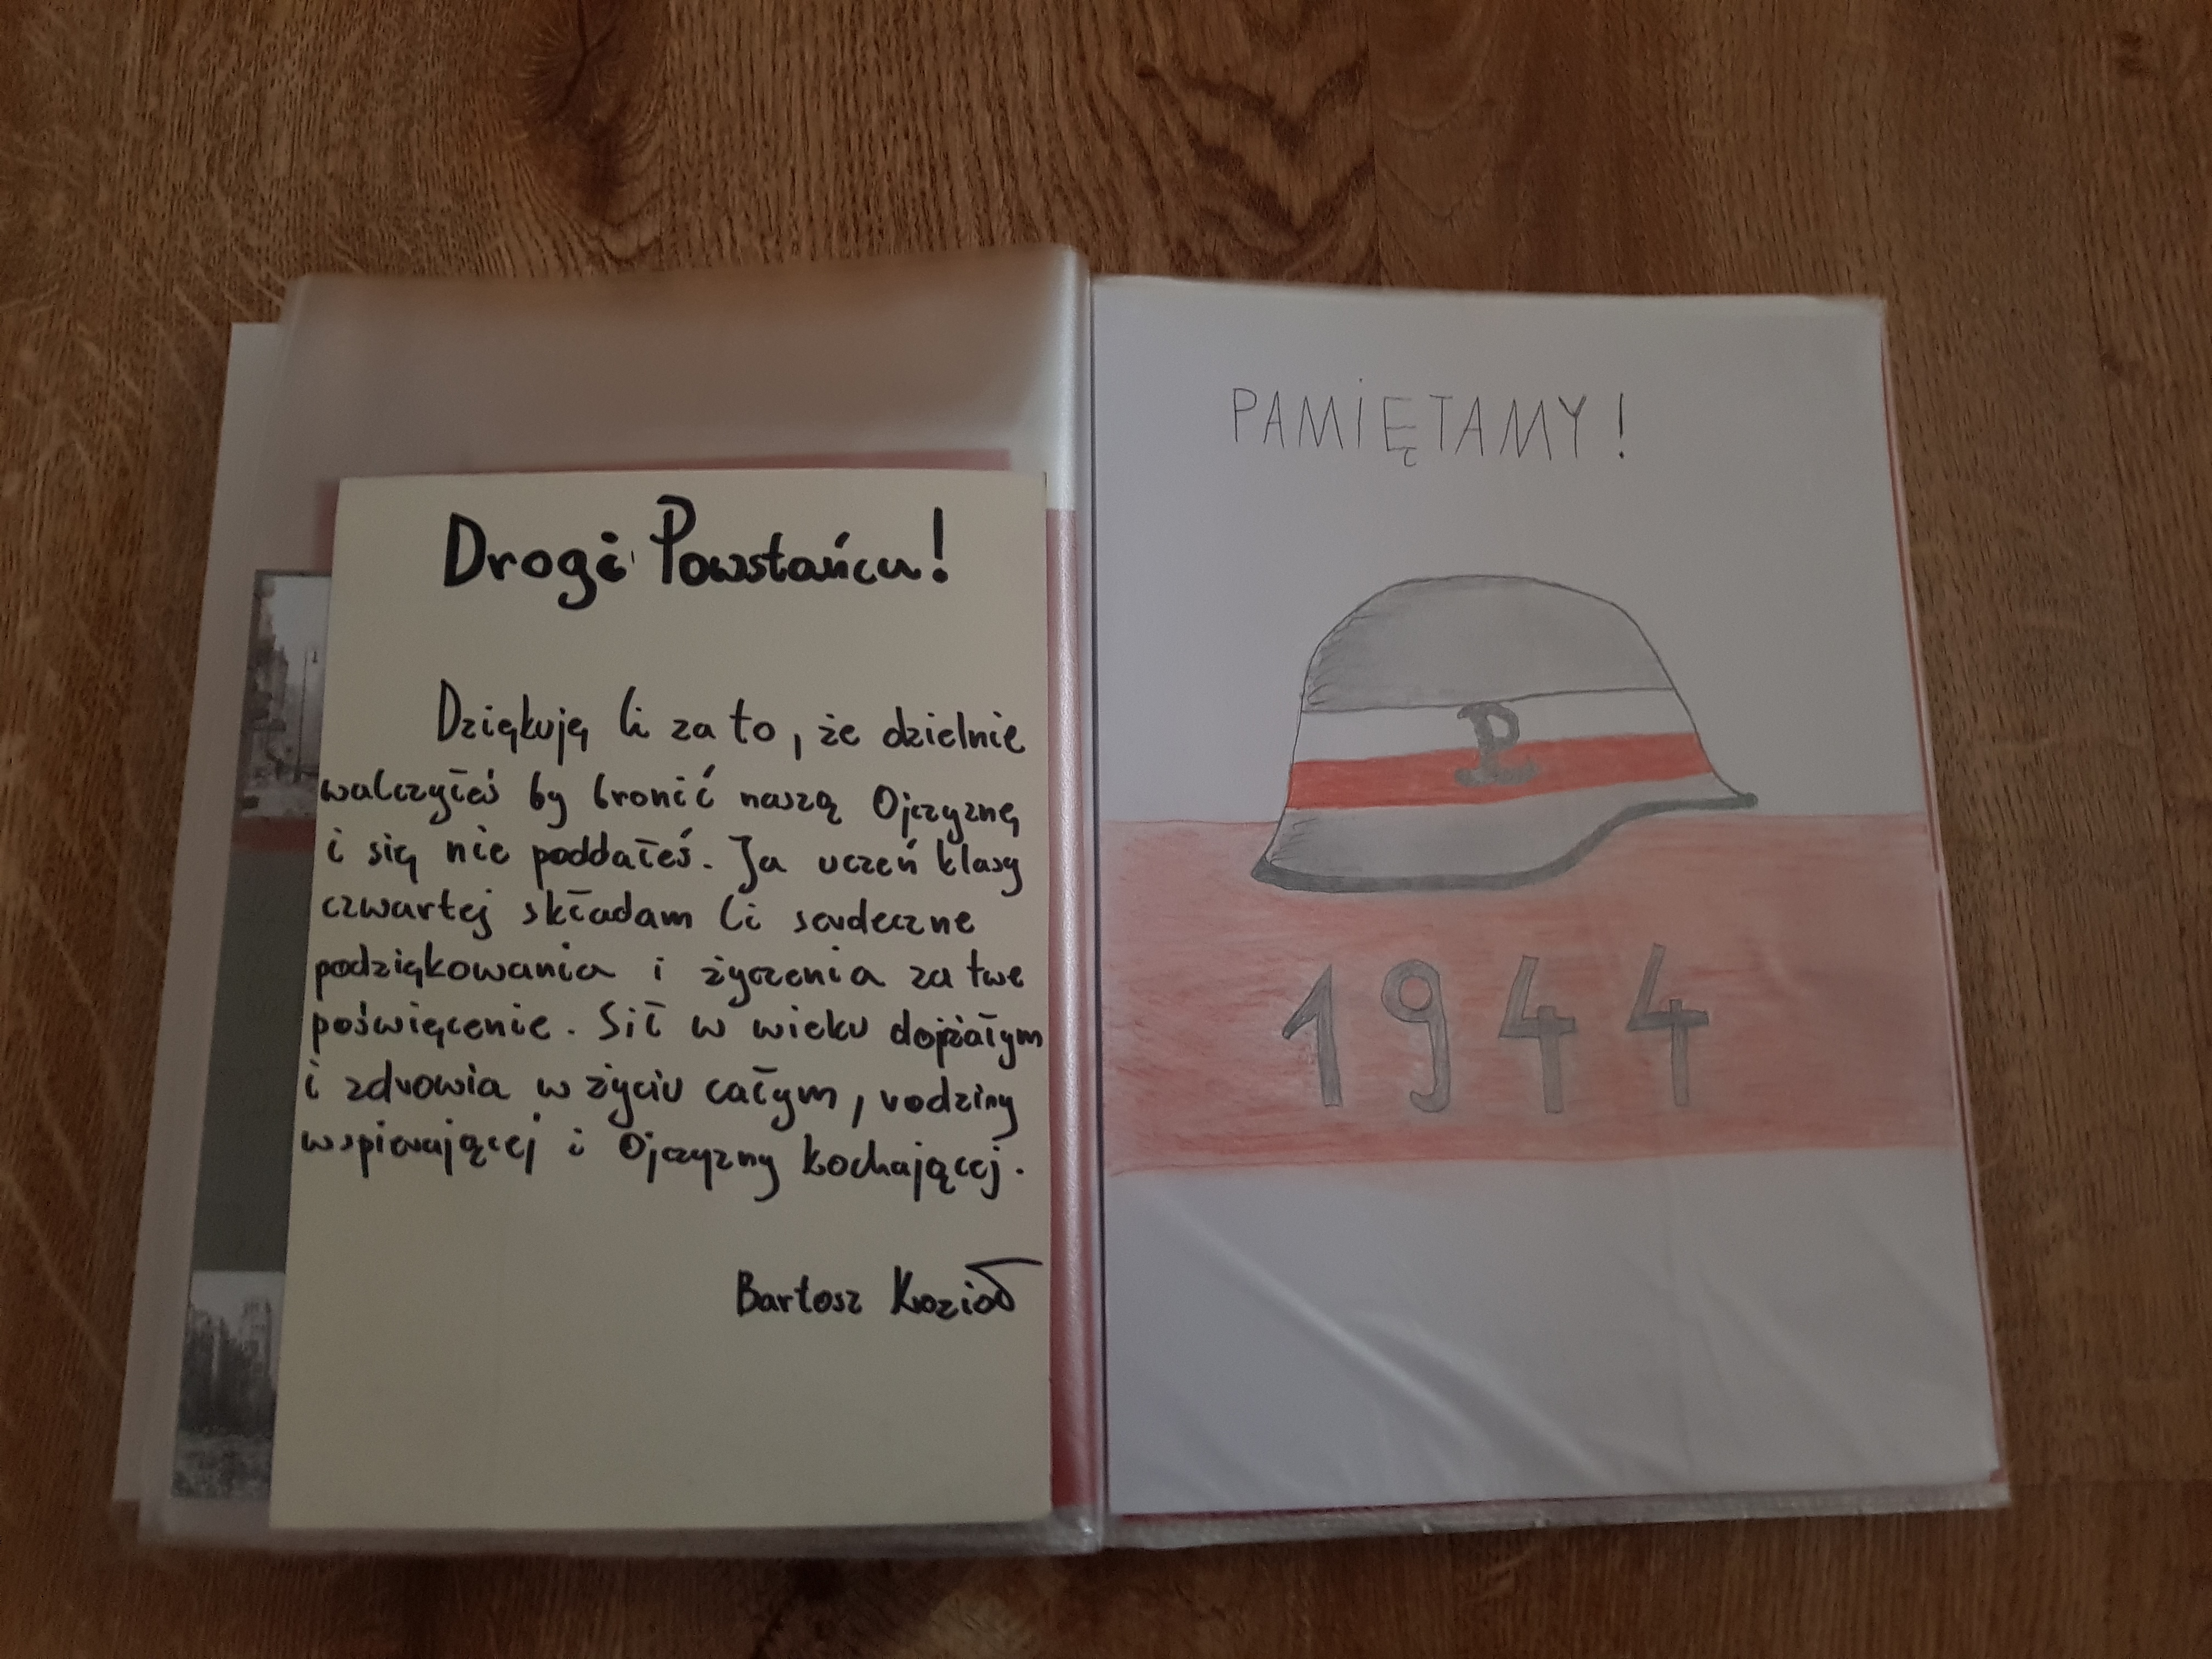 Drogi Powstańcu!
Dziękuję Ci za to, że dzielnie
walczyłeś by bronić naszą Ojczyznę
i się nie poddałeś. Ja uczeń klasy
czwartej składam Ci serdeczne
podziękowania i życzenia za twe
poświęcenie. Sił w wieku dojrzałym
i zdrowia w życiu całym, rodziny
wspierającej i Ojczyzny kochającej.
Bartosz Kozioł
PAMIĘTAMY!
P
1944